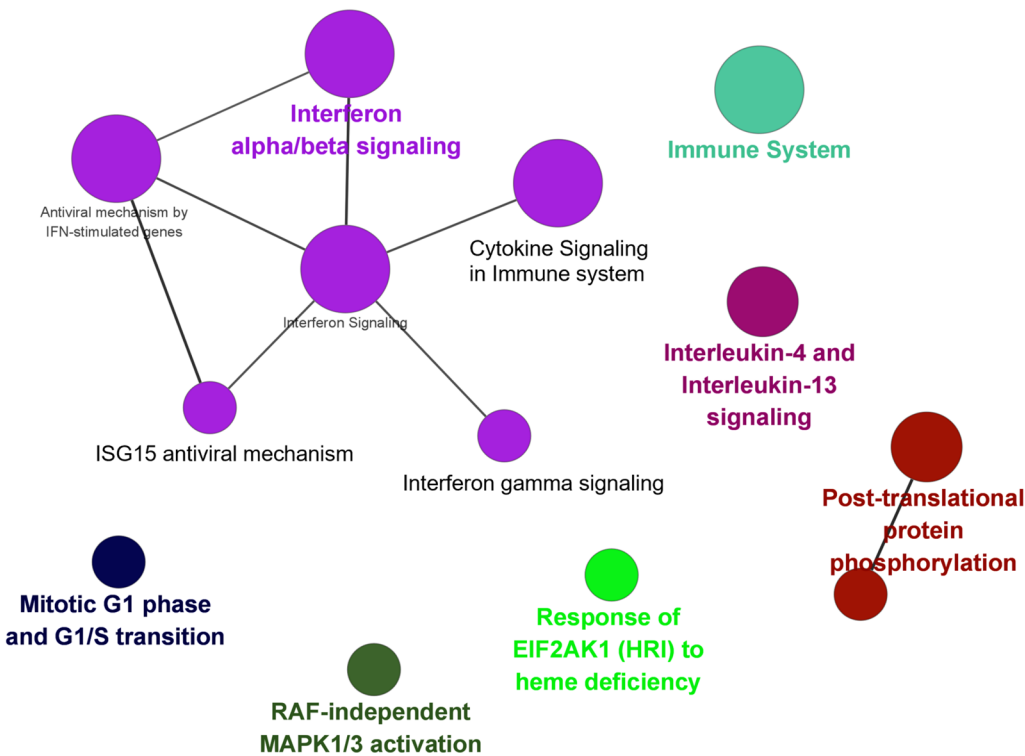 Interferon
alpha/beta signaling
Immune System
Antiviral mechanism by
IFN-stimulated genes
Cytokine Signaling
in Immune system
Interferon Signaling
Interleukin-4 and
Interleukin-13
signaling
ISG15 antiviral mechanism
Interferon gamma signaling
Post-translational
protein
phosphorylation
Mitotic G1 phase
and G1/S transition
Response of
EIF2AK1 (HRI) to
heme deficiency
RAF-independent
MAPK1/3 activation